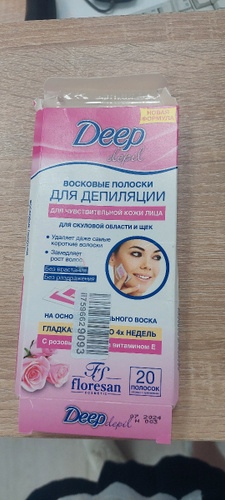 НОВАЯ
ФОРМУЛА
Deep
depil
ВОСКОВЫЕ ПОЛОСКИ
ДЛЯ ДЕПИЛЯЦИИ
ДЛЯ ЧУВСТВИТЕЛЬНОЙ КОЖИ ЛИЦА
ДЛЯ СКУЛОВОЙ ОБЛАСТИ И ЩЕК
• Удаляет даже самые
короткие волоски
• Замедляет
рост волос
Без врастания
Без раздражения
НА ОСНО
ЛЬНОГО ВОСКА
ГЛАДКА
О 4х НЕДЕЛЬ
С розов
витамином Е
floresan
20
ПОЛОСОК
Deep depil
07 2024